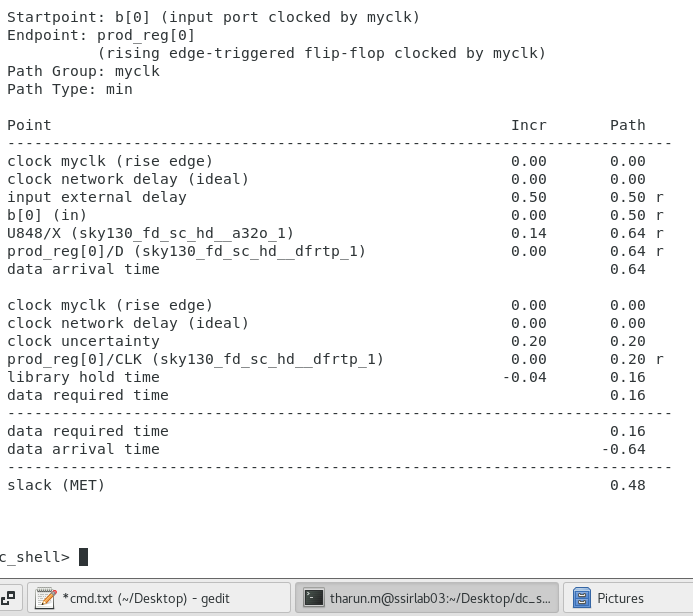 Startpoint: b[0] (input port clocked by myclk)
Endpoint: prod_reg[0]
(rising edge-triggered flip-flop clocked by myclk)
Path Group: myclk
Path Type: min
Point Incr Path
---------------------------------------------------------------------------
clock myclk (rise edge) 0.00 0.00
clock network delay (ideal) 0.00 0.00
input external delay 0.50 0.50 r
b[0] (in) 0.00 0.50 r
U848/X (sky130_fd_sc_hd__a32o_1) 0.14 0.64 r
prod_reg[0]/D (sky130_fd_sc_hd__dfrtp_1) 0.00 0.64 r
data arrival time 0.64
clock myclk (rise edge) 0.00 0.00
clock network delay (ideal) 0.00 0.00
clock uncertainty 0.20 0.20
prod_reg[0]/CLK (sky130_fd_sc_hd__dfrtp_1) 0.00 0.20 r
library hold time -0.04 0.16
data required time 0.16
---------------------------------------------------------------------------
data required time 0.16
data arrival time -0.64
---------------------------------------------------------------------------
slack (MET) 0.48
c_shell>
*cmd.txt (~/Desktop) - gedit tharun.m@ssirlab03:~/Desktop/dc_s... Pictures